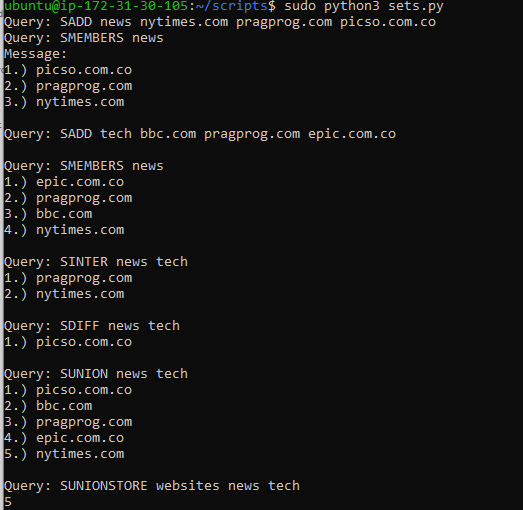 ubuntu@ip-172-31-30-105:~/scripts$ sudo python3 sets.py
Query: SADD news nytimes.com pragprog.com picso.com.co
Query: SMEMBERS news
Message:
1.) picso.com.co
2.) pragprog.com
3.) nytimes.com
Query: SADD tech bbc.com pragprog.com epic.com.co
Query: SMEMBERS news
1.) epic.com.co
2.) pragprog.com
3.) bbc.com
4.) nytimes.com
Query: SINTER news tech
1.) pragprog.com
2.) nytimes.com
Query: SDIFF news tech
1.) picso.com.co
Query: SUNION news tech
1.) picso.com.co
2.) bbc.com
3.) pragprog.com
4.) epic.com.co
5.) nytimes.com
Query: SUNIONSTORE websites news tech
5